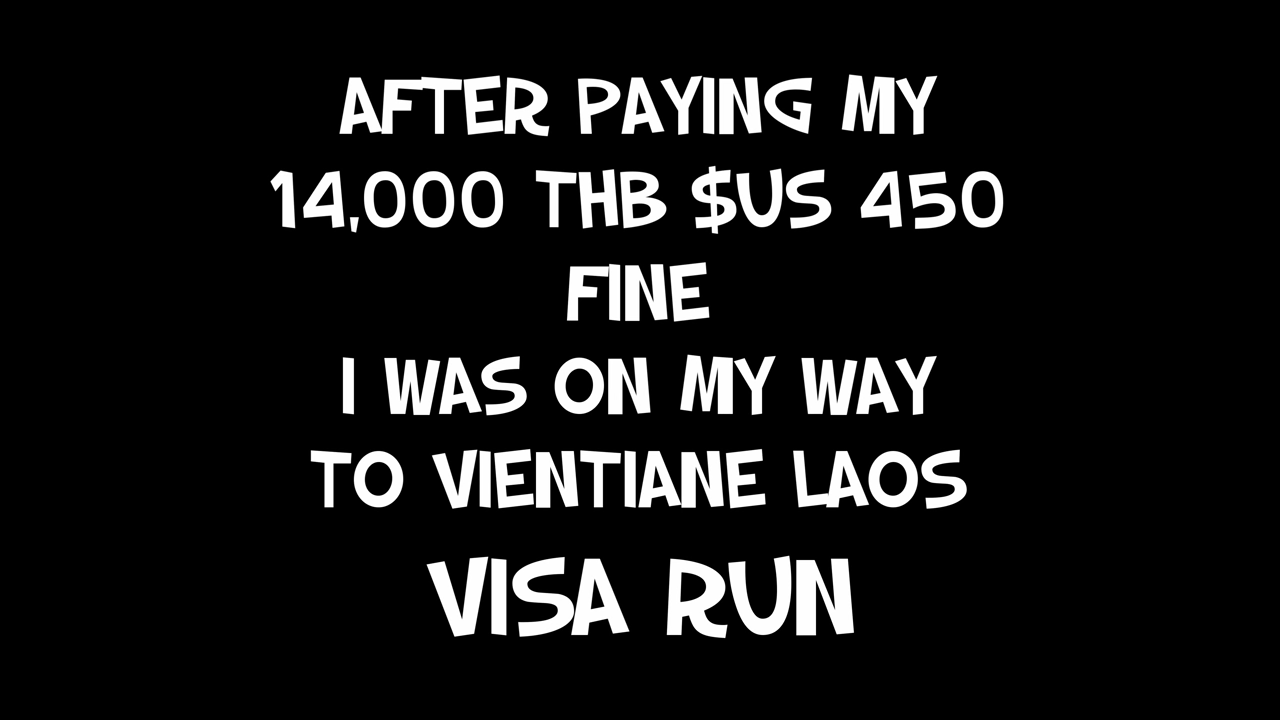 AFTER PAYING MY
14,000 THB $US 450
FINE
I WAS ON MY WAY
TO VIENTIANE LAOS
VISA RUN